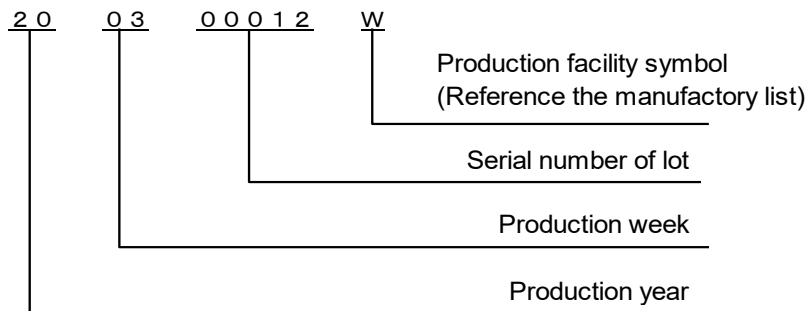 ２０ ０３ ０００１２ W
Production facility symbol
(Reference the manufactory list)
Serial number of lot
Production week
Production year